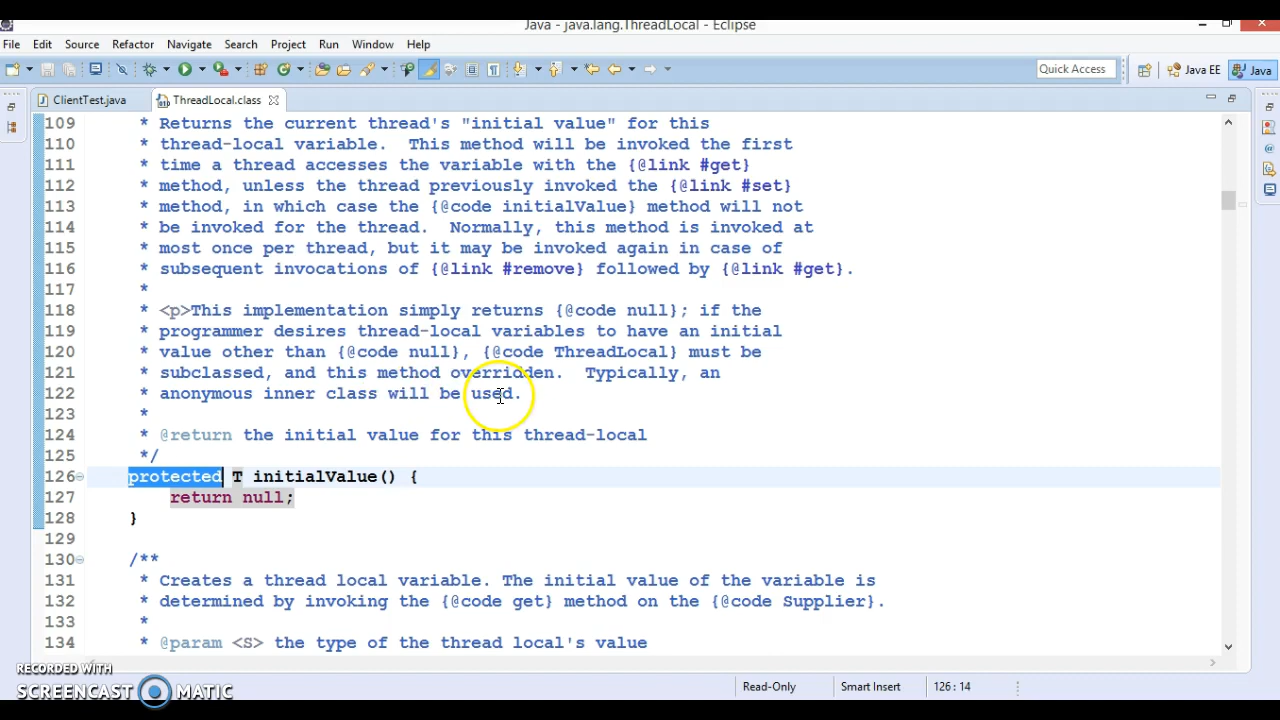 Java - java.lang.ThreadLocal - Eclipse
File Edit Source Refactor Navigate Search Project Run Window Help
Quick Access Java EE Java
ClientTest.java ThreadLocal.class
109 * Returns the current thread's "initial value" for this
110 * thread-local variable.  This method will be invoked the first
111 * time a thread accesses the variable with the {@link #get}
112 * method, unless the thread previously invoked the {@link #set}
113 * method, in which case the {@code initialValue} method will not
114 * be invoked for the thread.  Normally, this method is invoked at
115 * most once per thread, but it may be invoked again in case of
116 * subsequent invocations of {@link #remove} followed by {@link #get}.
117 *
118 * <p>This implementation simply returns {@code null}; if the
119 * programmer desires thread-local variables to have an initial
120 * value other than {@code null}, {@code ThreadLocal} must be
121 * subclassed, and this method overridden.  Typically, an
122 * anonymous inner class will be used.
123 *
124 * @return the initial value for this thread-local
125 */
126 protected T initialValue() {
127 return null;
128 }
129
130 /**
131 * Creates a thread local variable. The initial value of the variable is
132 * determined by invoking the {@code get} method on the {@code Supplier}.
133 *
134 * @param <S> the type of the thread local's value
RECORDED WITH
SCREENCAST MATIC
Read-Only Smart Insert 126 : 14